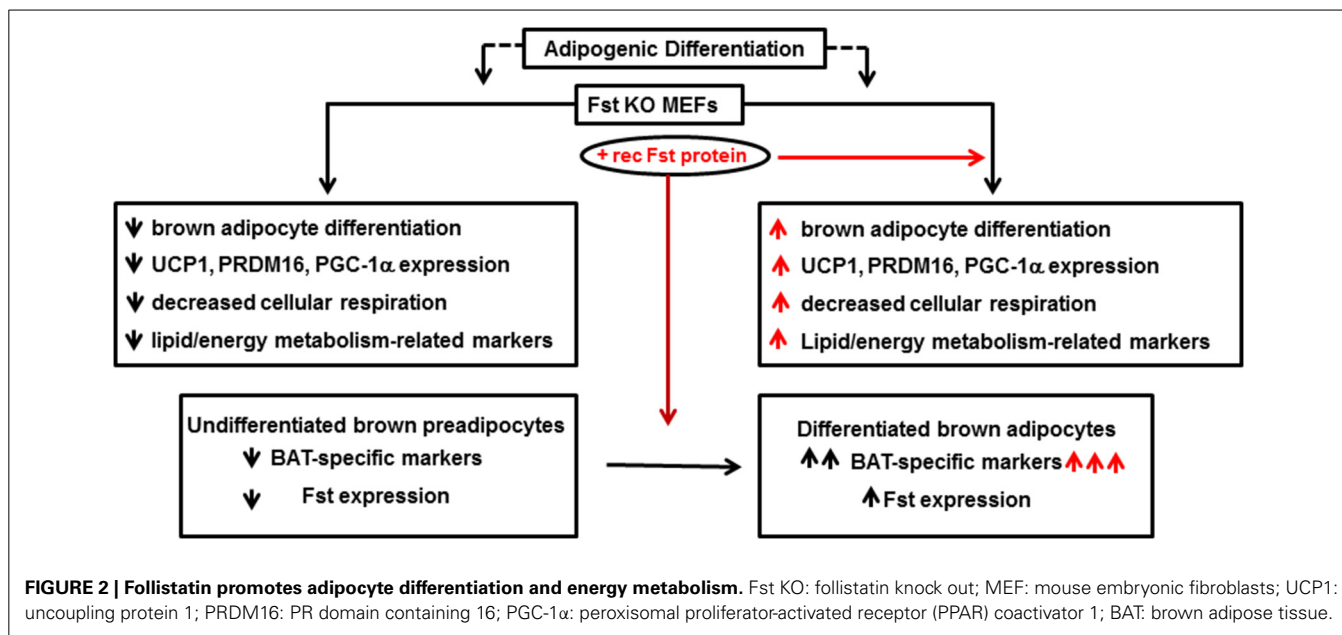 Adipogenic Differentiation
Fst KO MEFs
+ rec Fst protein
brown adipocyte differentiation
UCP1, PRDM16, PGC-1α expression
decreased cellular respiration
lipid/energy metabolism-related markers
brown adipocyte differentiation
UCP1, PRDM16, PGC-1α expression
decreased cellular respiration
Lipid/energy metabolism-related markers
Undifferentiated brown preadipocytes
BAT-specific markers
Fst expression
Differentiated brown adipocytes
BAT-specific markers
Fst expression
FIGURE 2 | Follistatin promotes adipocyte differentiation and energy metabolism. Fst KO: follistatin knock out; MEF: mouse embryonic fibroblasts; UCP1:
uncoupling protein 1; PRDM16: PR domain containing 16; PGC-1α: peroxisomal proliferator-activated receptor (PPAR) coactivator 1; BAT: brown adipose tissue.